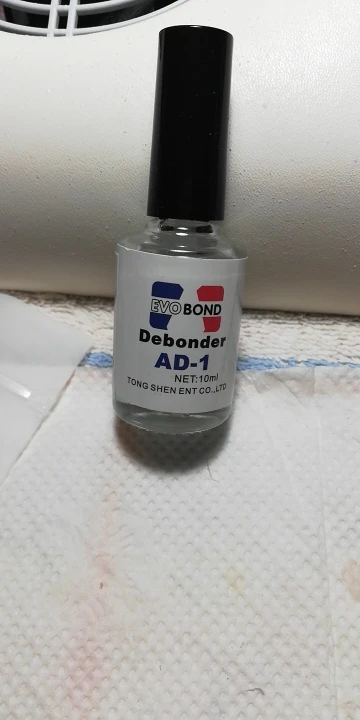 EVOBOND
Debonder
AD-1
NET:10ml
TONG SHEN ENT CO.,LTD